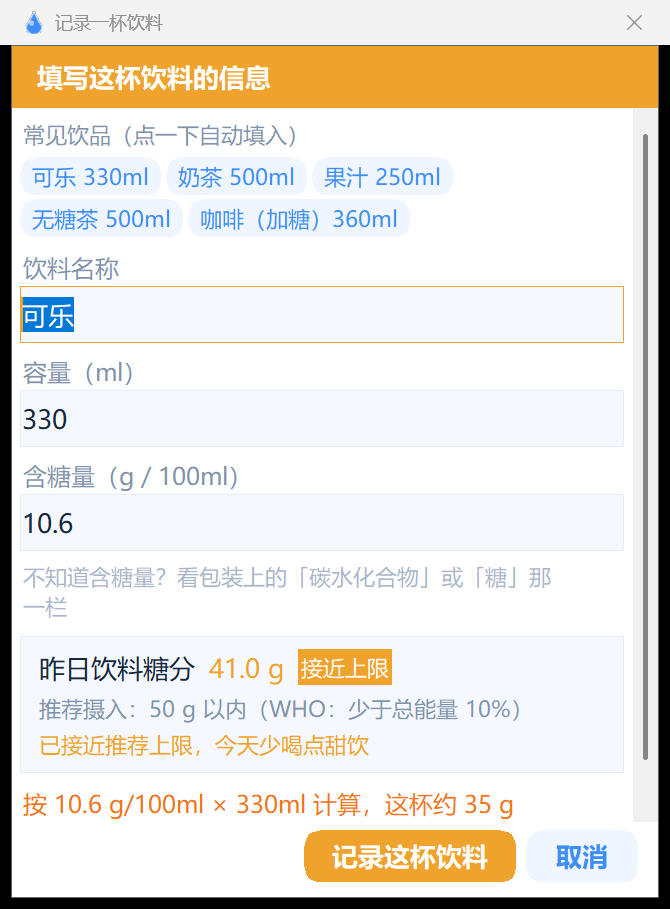 记录一杯饮料
填写这杯饮料的信息
常见饮品（点一下自动填入）
可乐 330ml 奶茶 500ml 果汁 250ml
无糖茶 500ml 咖啡（加糖）360ml
饮料名称
可乐
容量（ml）
330
含糖量（g / 100ml）
10.6
不知道含糖量？看包装上的「碳水化合物」或「糖」那
一栏
昨日饮料糖分 41.0 g 接近上限
推荐摄入：50 g 以内（WHO：少于总能量 10%）
已接近推荐上限，今天少喝点甜饮
按 10.6 g/100ml × 330ml 计算，这杯约 35 g
记录这杯饮料 取消